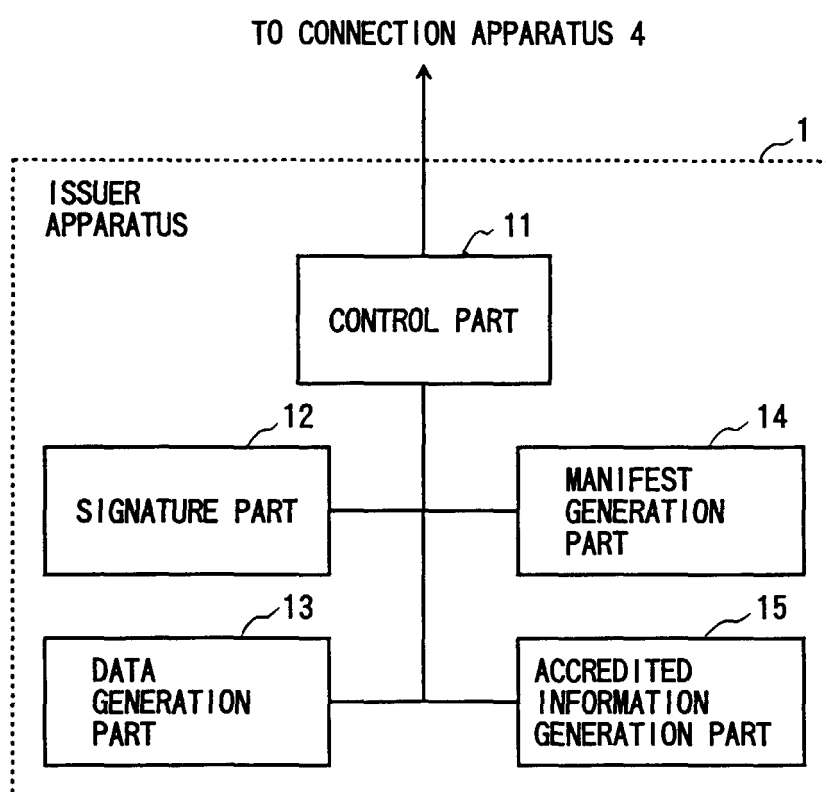 TO CONNECTION APPARATUS 4
1
ISSUER
APPARATUS
11
CONTROL PART
12
SIGNATURE PART
14
MANIFEST
GENERATION
PART
13
DATA
GENERATION
PART
15
ACCREDITED
INFORMATION
GENERATION PART